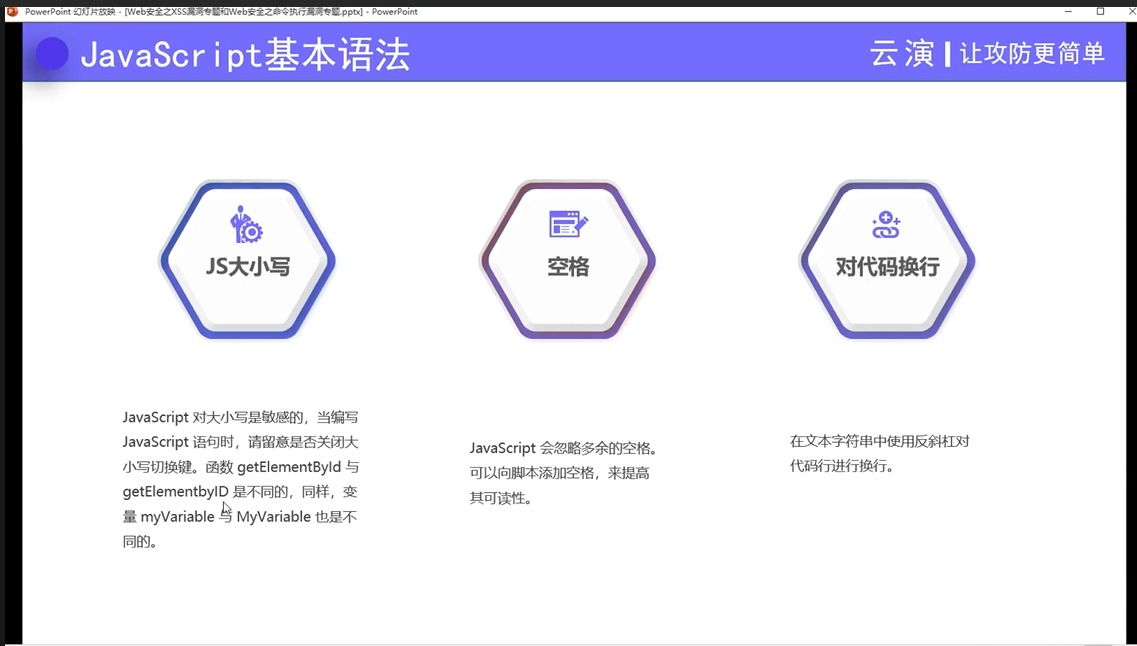 PowerPoint 幻灯片放映 - [Web安全之XSS漏洞专题和Web安全之命令执行漏洞专题.pptx] - PowerPoint
JavaScript基本语法
云演 | 让攻防更简单
JS大小写
空格
对代码换行
JavaScript 对大小写是敏感的，当编写
JavaScript 语句时，请留意是否关闭大
小写切换键。函数 getElementById 与
getElementbyID 是不同的，同样，变
量 myVariable 与 MyVariable 也是不
同的。
JavaScript 会忽略多余的空格。
可以向脚本添加空格，来提高
其可读性。
在文本字符串中使用反斜杠对
代码行进行换行。